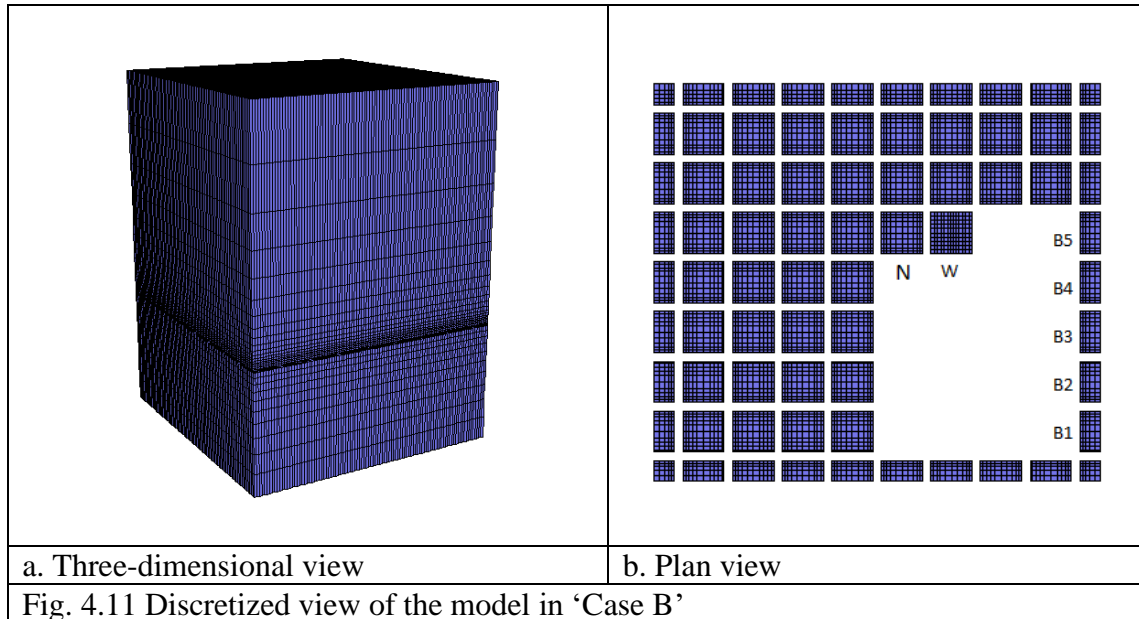 B5
N W
B4
B3
B2
B1
a. Three-dimensional view
b. Plan view
Fig. 4.11 Discretized view of the model in ‘Case B’